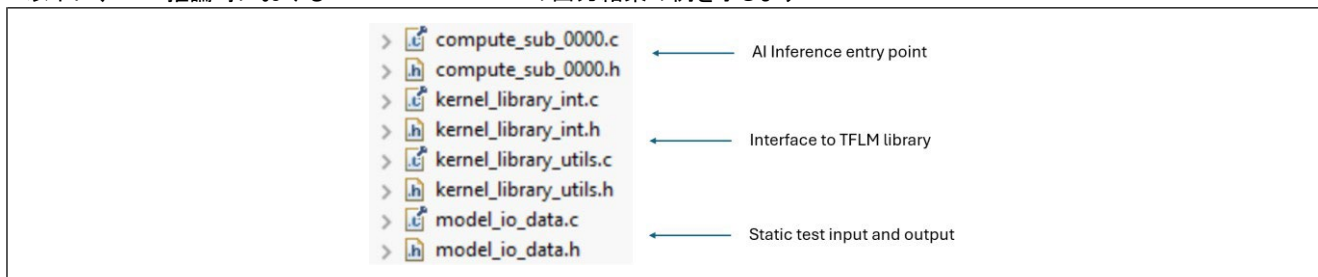 compute_sub_0000.c
AI Inference entry point
compute_sub_0000.h
kernel_library_int.c
kernel_library_int.h
Interface to TFLM library
kernel_library_utils.c
kernel_library_utils.h
model_io_data.c
Static test input and output
model_io_data.h